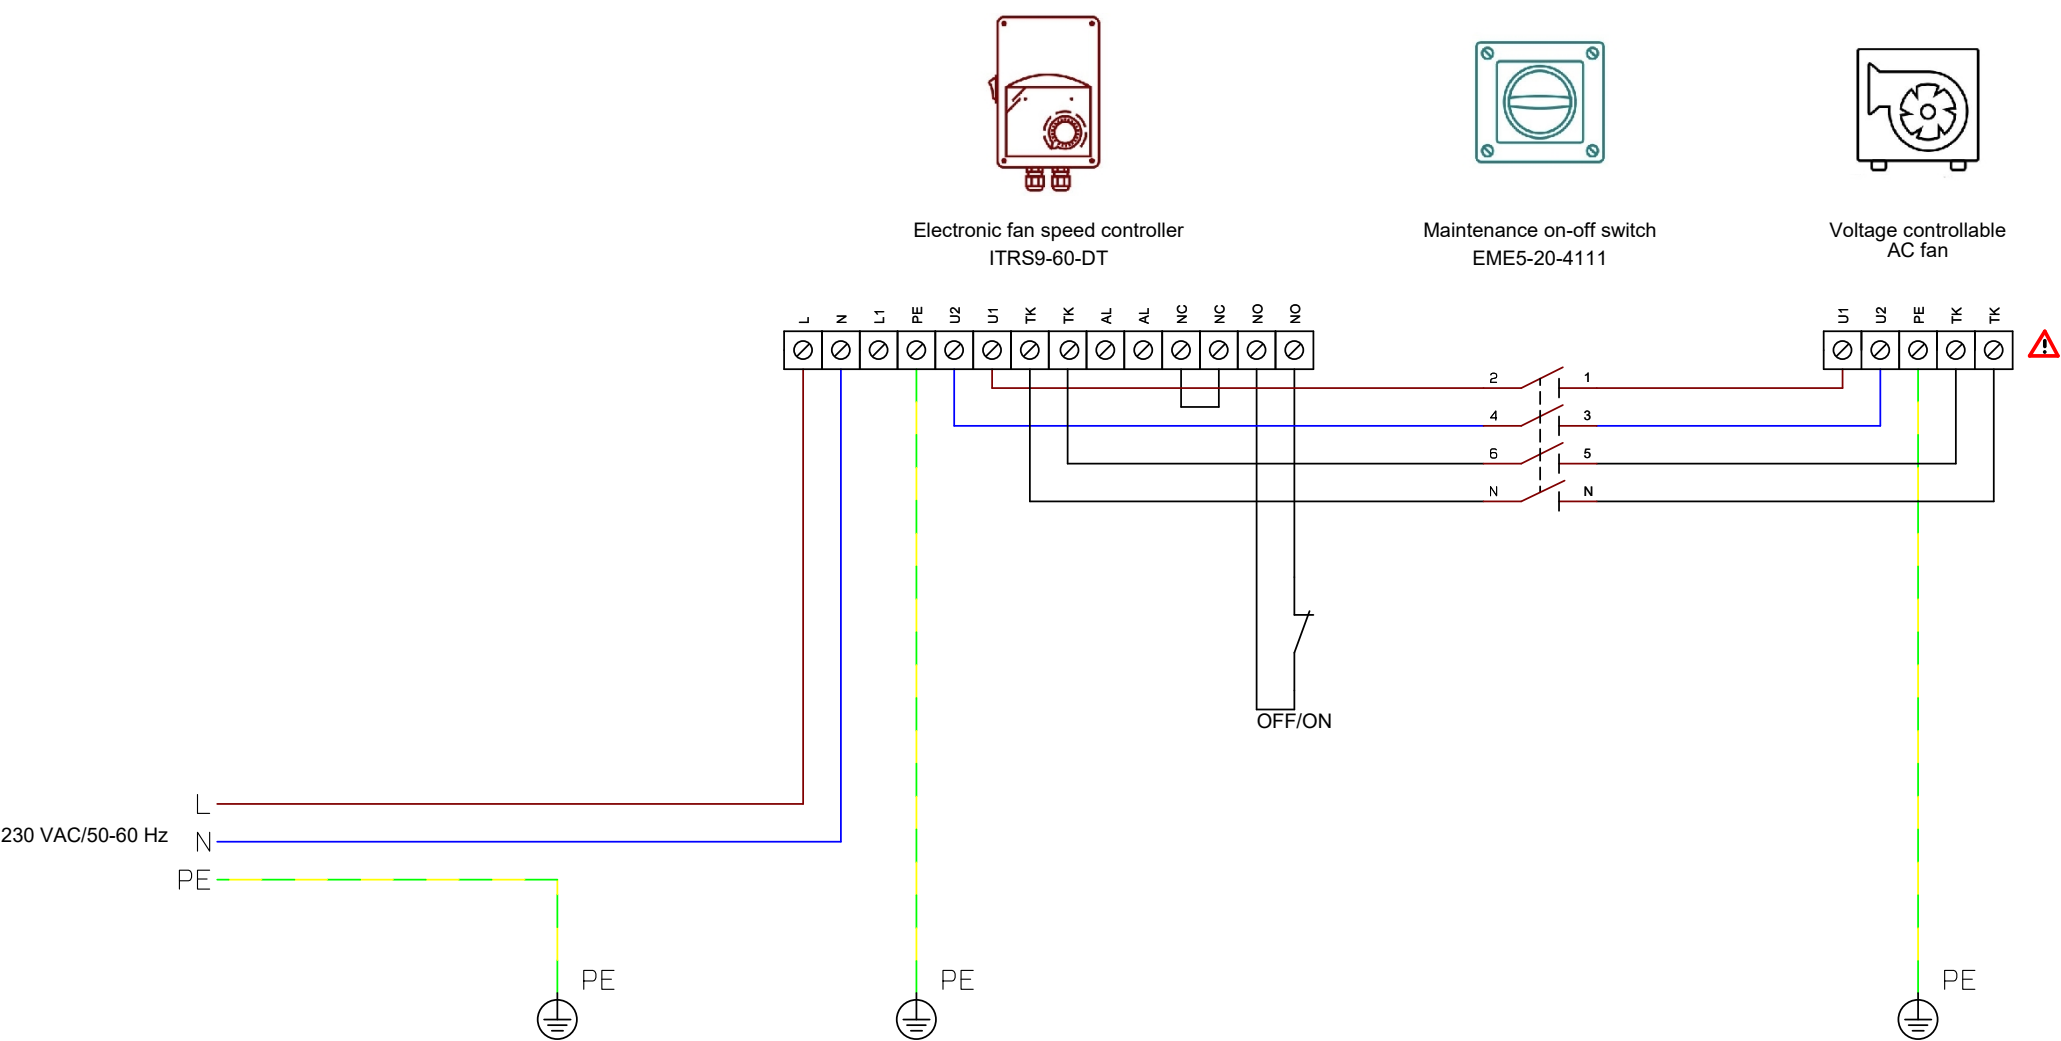 Electronic fan speed controller
ITRS9-60-DT
Maintenance on-off switch
EME5-20-4111
Voltage controllable
AC fan
L N L1 PE U2 U1 TK TK AL AL NC NC NO NO
U1 U2 PE TK TK
2 1
4 3
6 5
N N
OFF/ON
L
230 VAC/50-60 Hz N
PE
PE PE PE